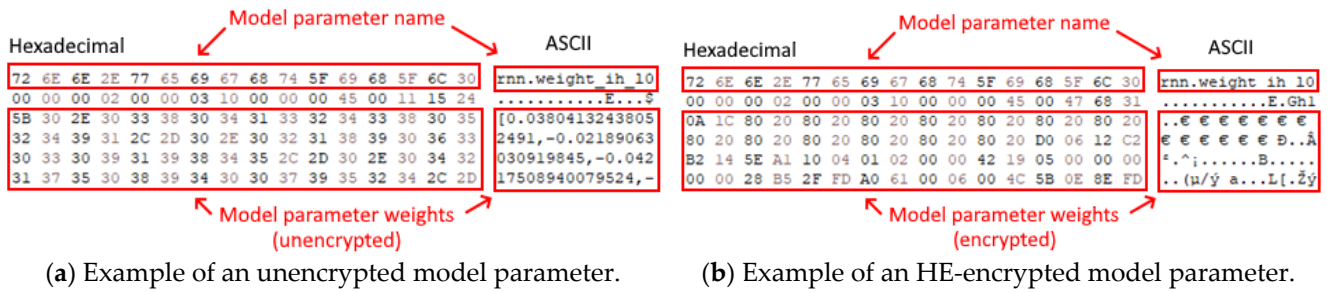 Model parameter name
Hexadecimal ASCII
72 6E 6E 2E 77 65 69 67 68 74 5F 69 68 5F 6C 30 rnn.weight_ih_l0
00 00 00 02 00 00 03 10 00 00 00 45 00 11 15 24 ...........E...$
5B 30 2E 30 33 38 30 34 31 33 32 34 33 38 30 35 [0.0380413243805
32 34 39 31 2C 2D 30 2E 30 32 31 38 39 30 36 33 2491,-0.02189063
30 33 30 39 31 39 38 34 35 2C 2D 30 2E 30 34 32 030919845,-0.042
31 37 35 30 38 39 34 30 30 37 39 35 32 34 2C 2D 17508940079524,-
Model parameter weights
(unencrypted)
(a) Example of an unencrypted model parameter.
Model parameter name
Hexadecimal ASCII
72 6E 6E 2E 77 65 69 67 68 74 5F 69 68 5F 6C 30 rnn.weight ih l0
00 00 00 02 00 00 03 10 00 00 00 45 00 47 68 31 ...........E.Gh1
0A 1C 80 20 80 20 80 20 80 20 80 20 80 20 80 20 ..€ € € € € € €
80 20 80 20 80 20 80 20 80 20 80 20 D0 06 12 C2 € € € € € € Ð..Â
B2 14 5E A1 10 04 01 02 00 00 42 19 05 00 00 00 ².^¡......B.....
00 00 28 B5 2F FD A0 61 00 06 00 4C 5B 0E 8E FD ..(µ/ý a...L[.Žý
Model parameter weights
(encrypted)
(b) Example of an HE-encrypted model parameter.